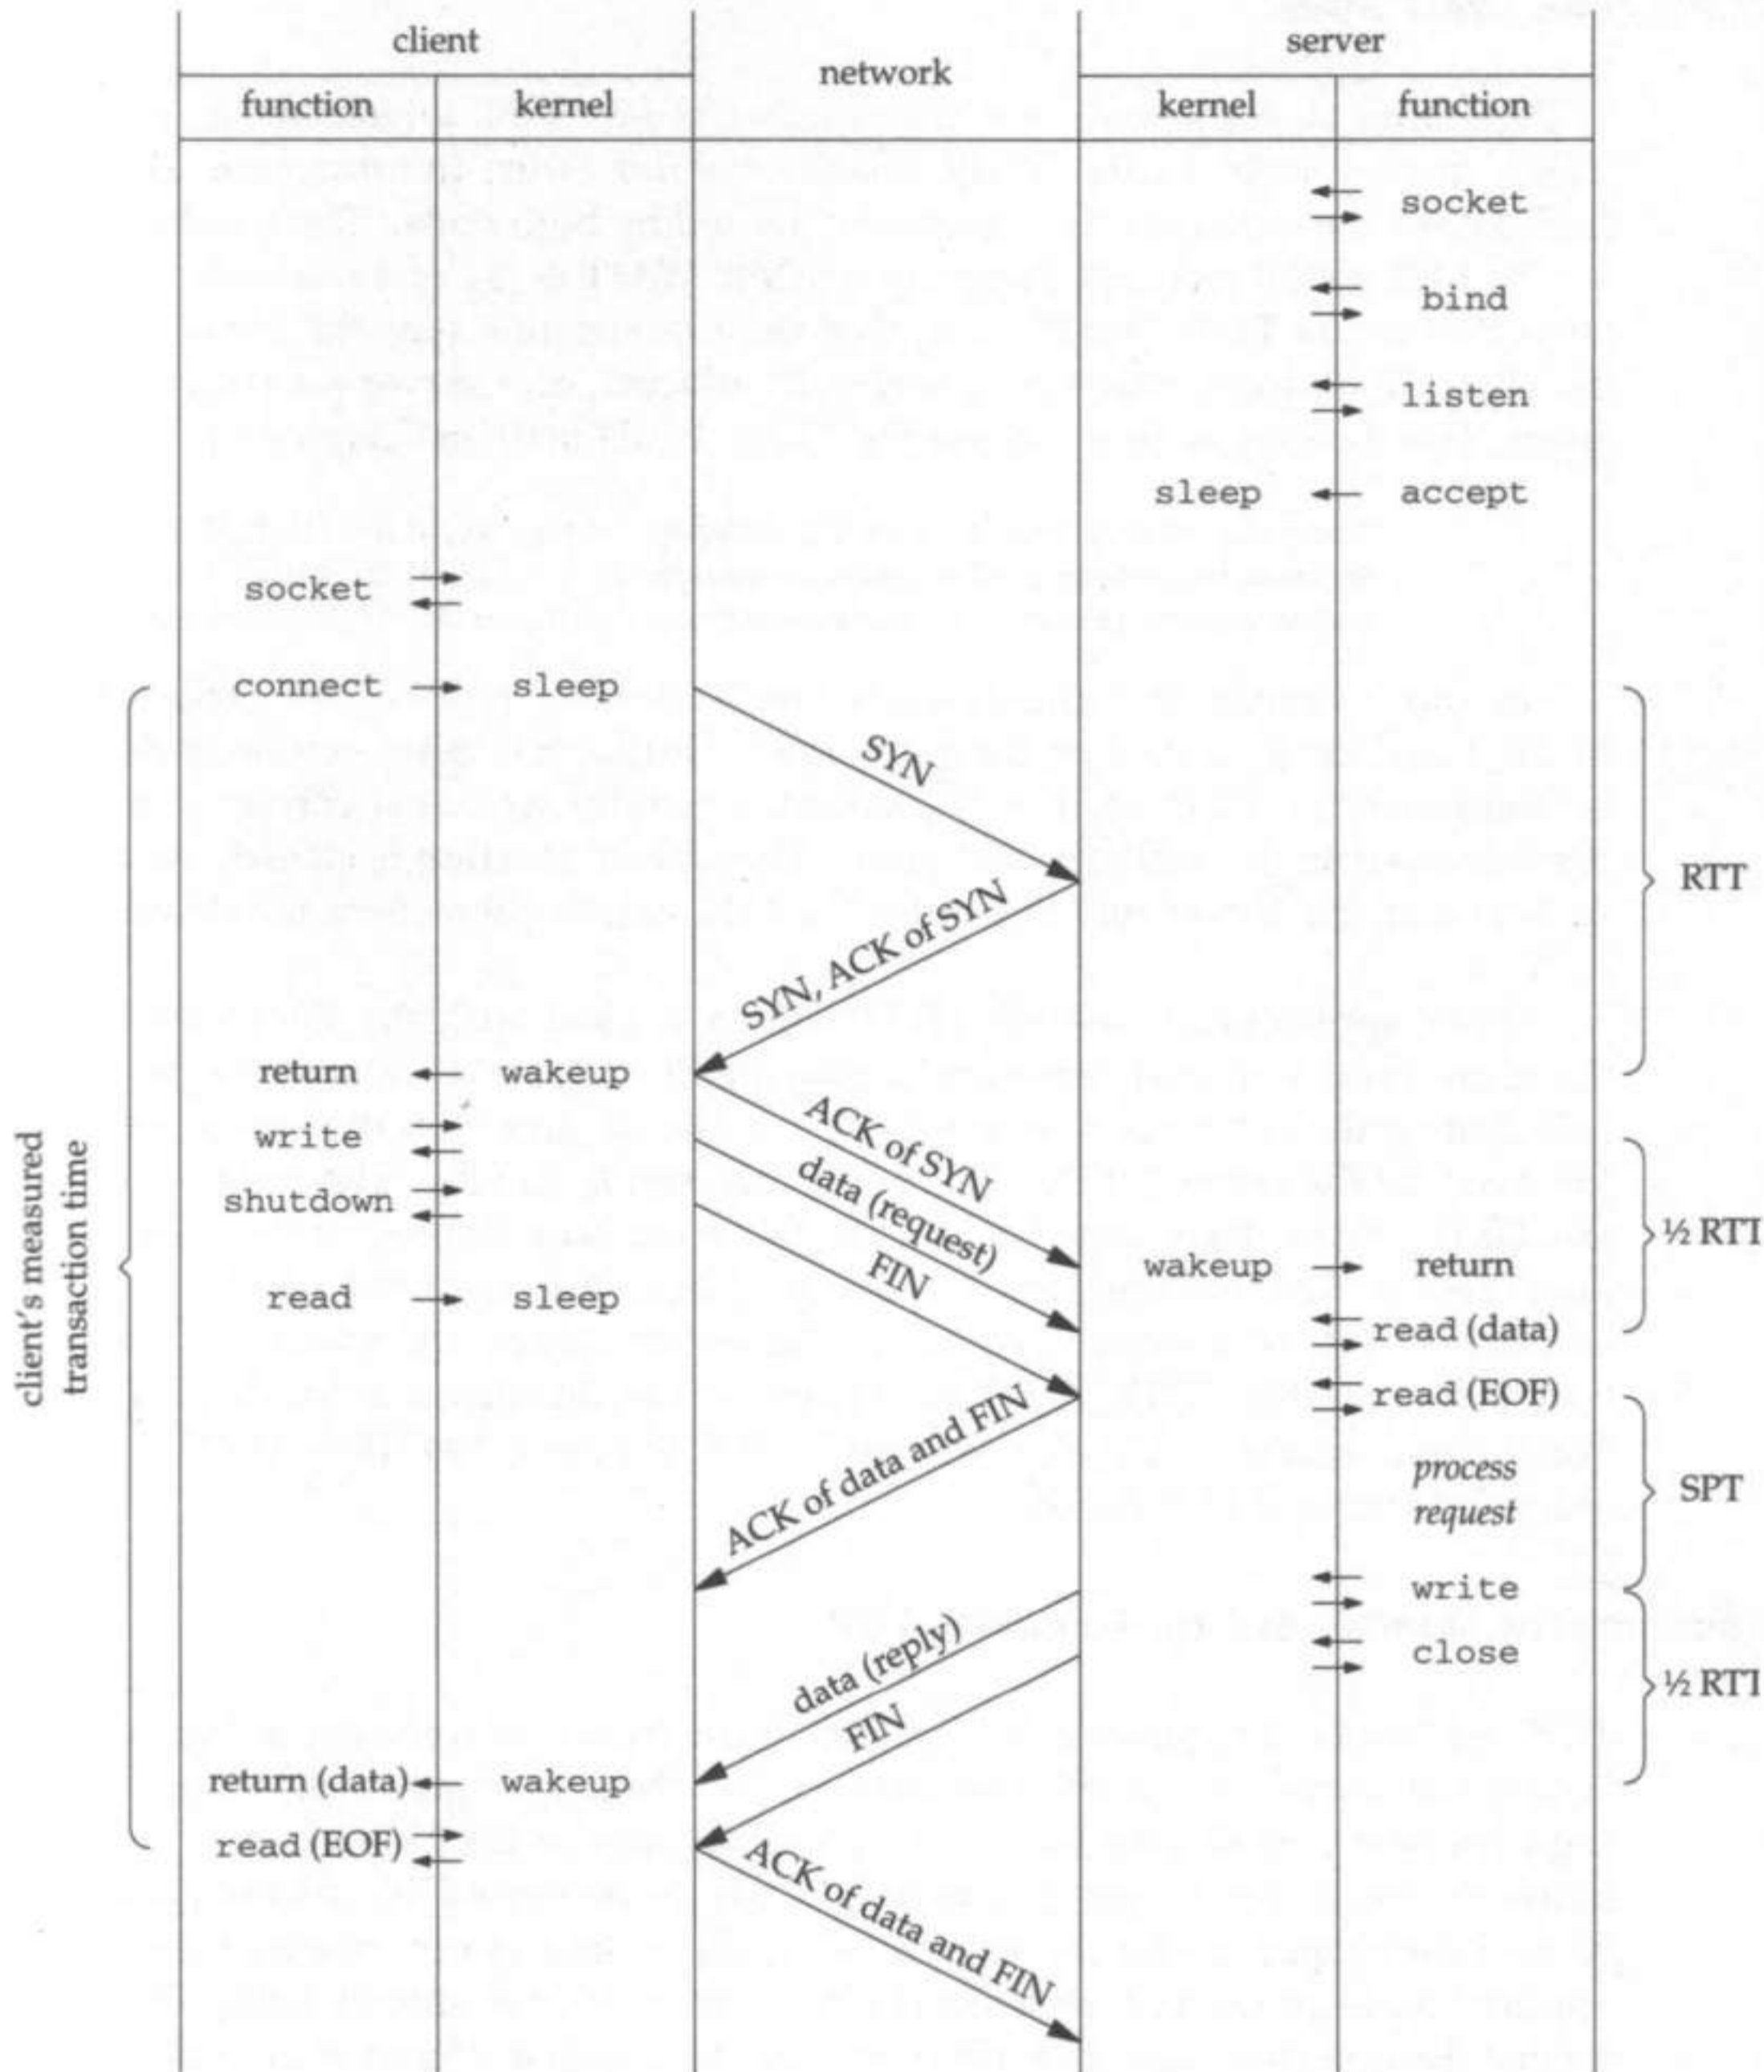 client
server
network
function
kernel
kernel
function
socket
bind
listen
sleep
accept
socket
connect
sleep
SYN
RTT
SYN, ACK of SYN
return
wakeup
ACK of SYN
write
data (request)
shutdown
FIN
½ RTT
wakeup
return
read
sleep
read (data)
client's measured
transaction time
read (EOF)
ACK of data and FIN
process
request
SPT
write
data (reply)
close
FIN
½ RTT
return (data)
wakeup
read (EOF)
ACK of data and FIN